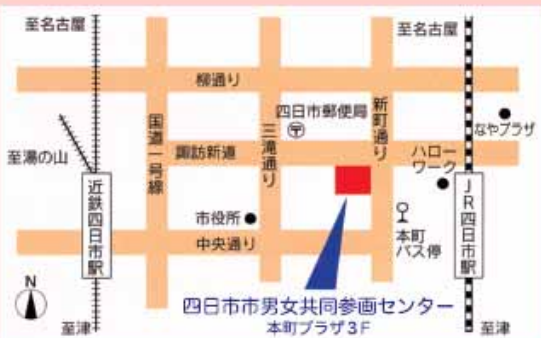 至名古屋
至名古屋
柳通り
四日市郵便局
〒
なやプラザ
国道一号線
三滝通り
新町通り
諏訪新道
ハロー
ワーク
至湯の山
近鉄四日市駅
JR四日市駅
市役所
中央通り
本町
バス停
N
四日市市男女共同参画センター
本町プラザ3F
至津
至津